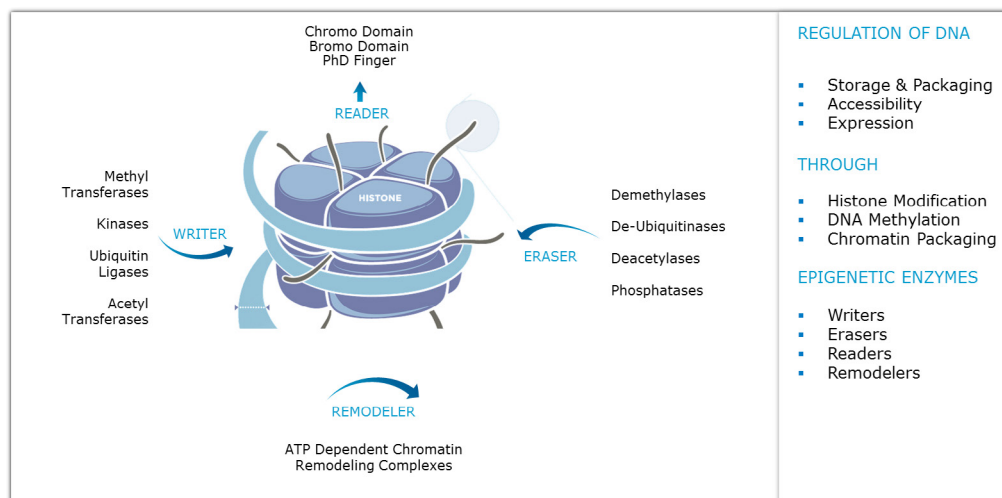 Chromo Domain
Bromo Domain
PhD Finger
READER
HISTONE
Methyl
Transferases
Kinases
Ubiquitin
Ligases
Acetyl
Transferases
WRITER
ERASER
Demethylases
De-Ubiquitinases
Deacetylases
Phosphatases
REMODELER
ATP Dependent Chromatin
Remodeling Complexes
REGULATION OF DNA
▪ Storage & Packaging
▪ Accessibility
▪ Expression
THROUGH
▪ Histone Modification
▪ DNA Methylation
▪ Chromatin Packaging
EPIGENETIC ENZYMES
▪ Writers
▪ Erasers
▪ Readers
▪ Remodelers